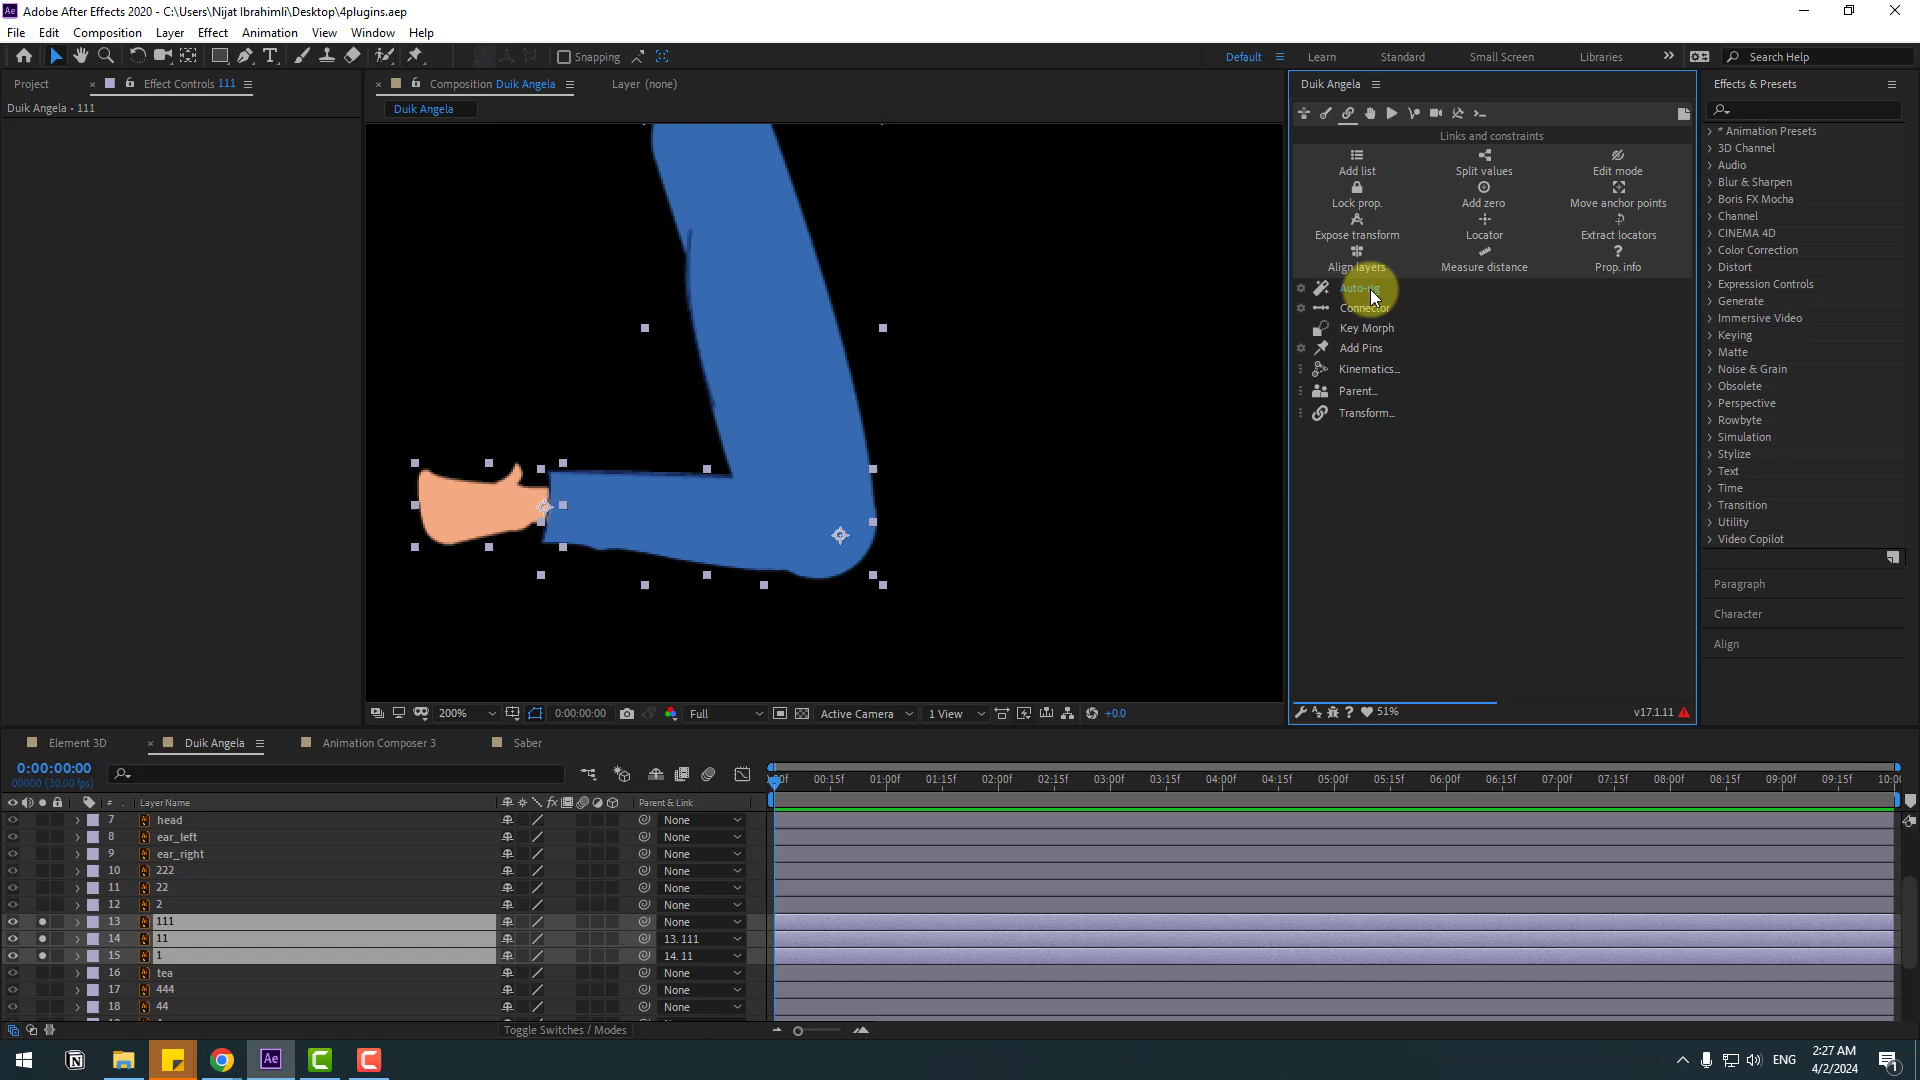 Adobe After Effects 2020 - C:\Users\Nijat Ibrahimli\Desktop\4plugins.aep
File Edit Composition Layer Effect Animation View Window Help
Snapping Default Learn Standard Small Screen Libraries Search Help
Project Effect Controls 111 Composition Duik Angela Layer (none) Duik Angela Effects & Presets
Duik Angela • 111
Duik Angela
Links and constraints
Add list Split values Edit mode
Lock prop. Add zero Move anchor points
Expose transform Locator Extract locators
Align layers Measure distance Prop. info
Auto-rig
Connector
Key Morph
Add Pins
Kinematics...
Parent...
Transform...
51% v17.1.11
* Animation Presets
3D Channel
Audio
Blur & Sharpen
Boris FX Mocha
Channel
CINEMA 4D
Color Correction
Distort
Expression Controls
Generate
Immersive Video
Keying
Matte
Noise & Grain
Obsolete
Perspective
Rowbyte
Simulation
Stylize
Text
Time
Transition
Utility
Video Copilot
Paragraph
Character
Align
200% 0:00:00:00 Full Active Camera 1 View +0.0
Element 3D Duik Angela Animation Composer 3 Saber
0:00:00:00
00000 (30.00 fps)
00:15f 01:00f 01:15f 02:00f 02:15f 03:00f 03:15f 04:00f 04:15f 05:00f 05:15f 06:00f 06:15f 07:00f 07:15f 08:00f 08:15f 09:00f 09:15f
# Layer Name Parent & Link
7 head None
8 ear_left None
9 ear_right None
10 222 None
11 22 None
12 2 None
13 111 None
14 11 13. 111
15 1 14. 11
16 tea None
17 444 None
18 44 None
Toggle Switches / Modes
Ae ENG 2:27 AM
4/2/2024
1